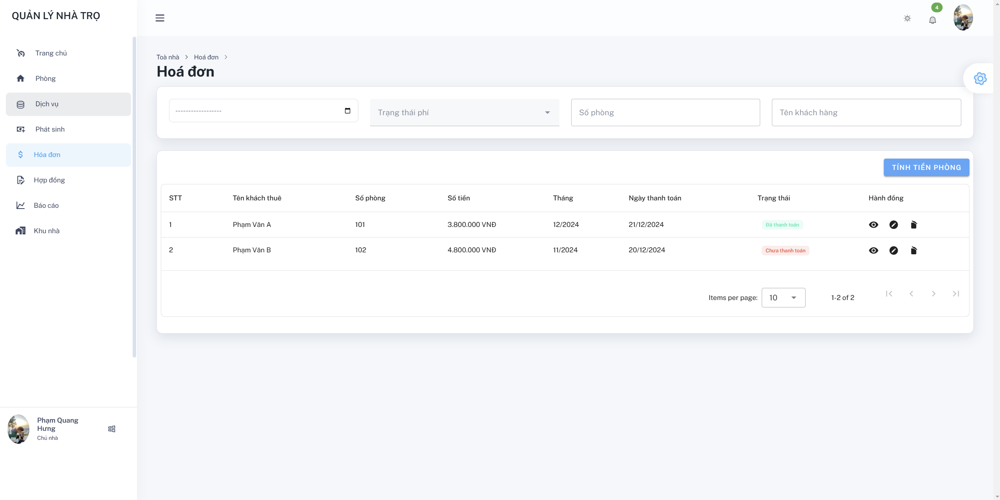 QUẢN LÝ NHÀ TRỌ
4
Trang chủ
Phòng
Dịch vụ
Phát sinh
Hóa đơn
Hợp đồng
Báo cáo
Khu nhà
Phạm Quang
Hưng
Chủ nhà
Toà nhà > Hoá đơn >
Hoá đơn
------------------ Trạng thái phí Số phòng Tên khách hàng
TÍNH TIỀN PHÒNG
STT Tên khách thuê Số phòng Số tiền Tháng Ngày thanh toán Trạng thái Hành đồng
1 Phạm Văn A 101 3.800.000 VNĐ 12/2024 21/12/2024 Đã thanh toán
2 Phạm Văn B 102 4.800.000 VNĐ 11/2024 20/12/2024 Chưa thanh toán
Items per page: 10 1-2 of 2